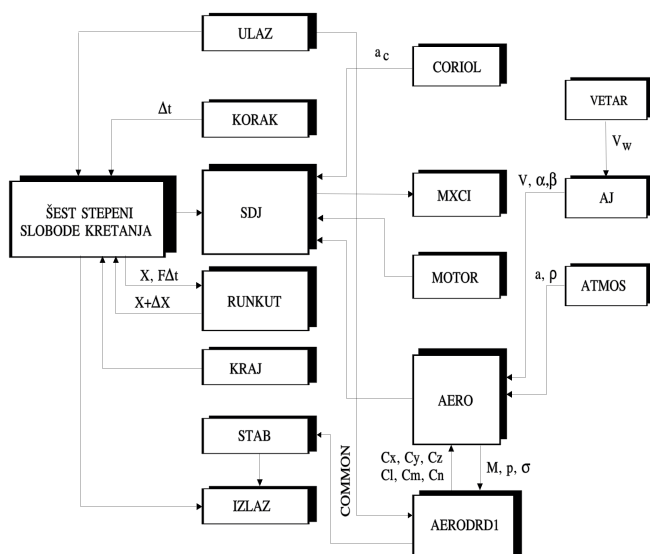 ULAZ
a c
CORIOL
VETAR
Δt
KORAK
V w
V, α,β
ŠEST STEPENI
SLOBODE KRETANJA
SDJ
MXCI
AJ
X, FΔt
X+ΔX
RUNKUT
MOTOR
a, ρ
ATMOS
KRAJ
AERO
STAB
COMMON
Cx, Cy, Cz
Cl, Cm, Cn
M, p, σ
IZLAZ
AERODRD1